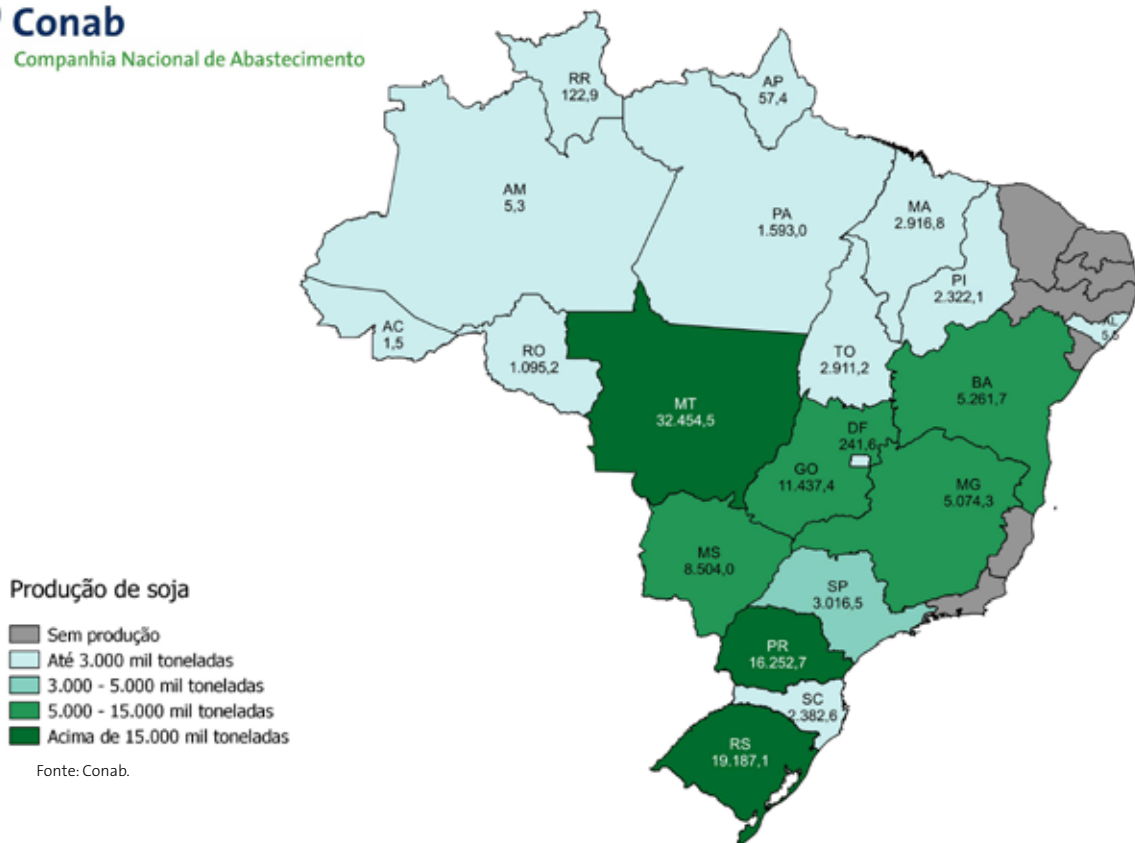 Conab
Companhia Nacional de Abastecimento
RR
122,9
AP
57,4
AM
5,3
PA
1.593,0
MA
2.916,8
PI
2.322,1
AC
1,5
RO
1.095,2
TO
2.911,2
AL
5,5
BA
5.261,7
MT
32.454,5
DF
241,6
GO
11.437,4
MG
5.074,3
MS
8.504,0
SP
3.016,5
PR
16.252,7
SC
2.382,6
RS
19.187,1
Produção de soja
Sem produção
Até 3.000 mil toneladas
3.000 - 5.000 mil toneladas
5.000 - 15.000 mil toneladas
Acima de 15.000 mil toneladas
Fonte: Conab.